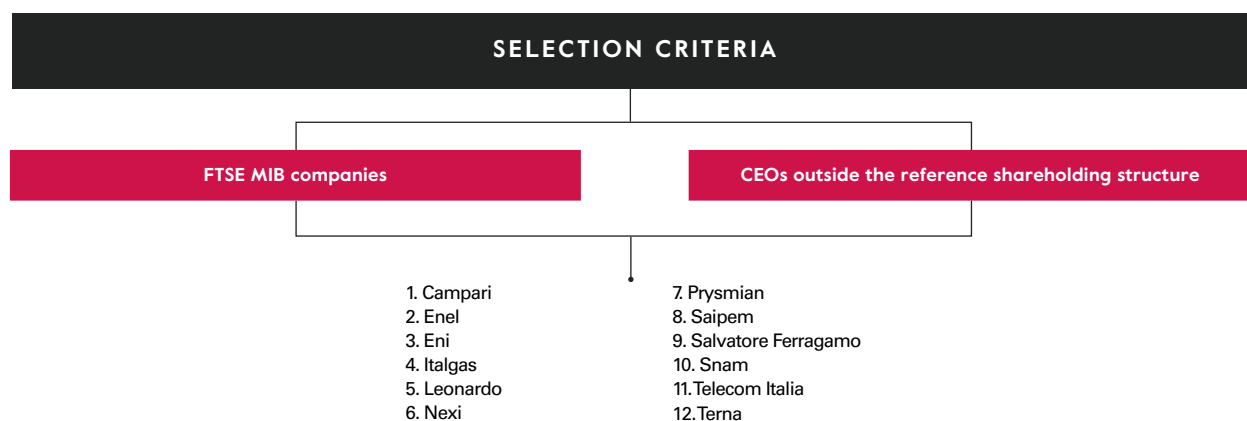 SELECTION CRITERIA
FTSE MIB companies
CEOs outside the reference shareholding structure
1. Campari
2. Enel
3. Eni
4. Italgas
5. Leonardo
6. Nexi
7. Prysmian
8. Saipem
9. Salvatore Ferragamo
10. Snam
11.Telecom Italia
12.Terna